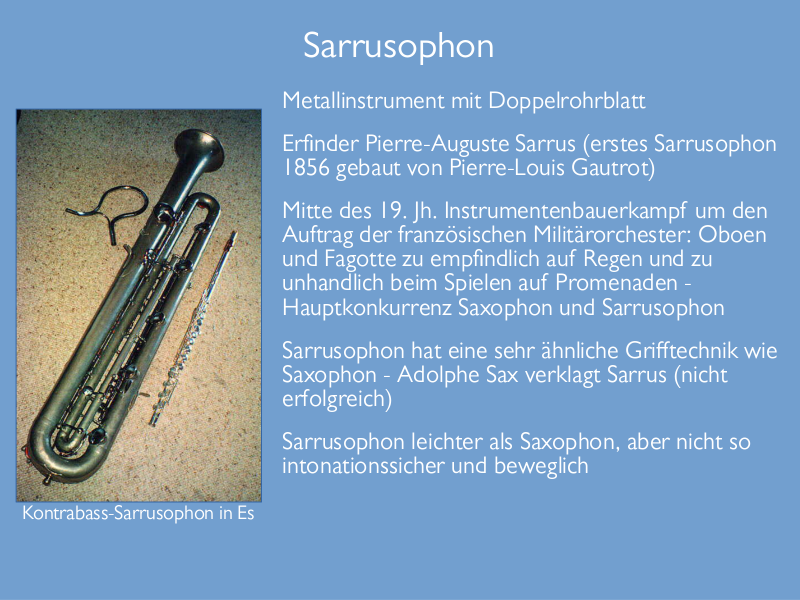 Sarrusophon
Metallinstrument mit Doppelrohrblatt
Erfinder Pierre-Auguste Sarrus (erstes Sarrusophon
1856 gebaut von Pierre-Louis Gautrot)
Mitte des 19. Jh. Instrumentenbauerkampf um den
Auftrag der französischen Militärorchester: Oboen
und Fagotte zu empfindlich auf Regen und zu
unhandlich beim Spielen auf Promenaden -
Hauptkonkurrenz Saxophon und Sarrusophon
Sarrusophon hat eine sehr ähnliche Grifftechnik wie
Saxophon - Adolphe Sax verklagt Sarrus (nicht
erfolgreich)
Sarrusophon leichter als Saxophon, aber nicht so
intonationssicher und beweglich
Kontrabass-Sarrusophon in Es